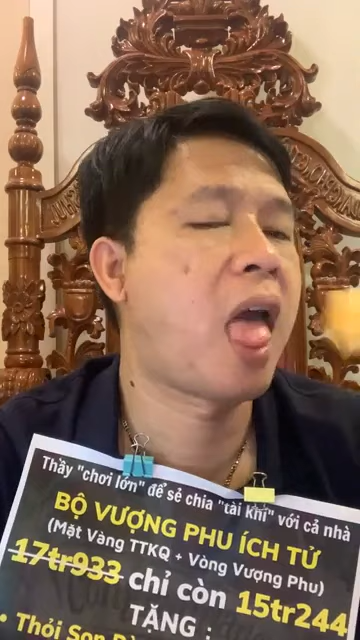 Thầy "chơi lớn" để sẻ chia "tài Khí" với cả nhà
BỘ VƯỢNG PHU ÍCH TỬ
(Mặt Vàng TTKQ + Vòng Vượng Phu)
17tr933 chỉ còn 15tr244
TẶNG :
• Thỏi Son